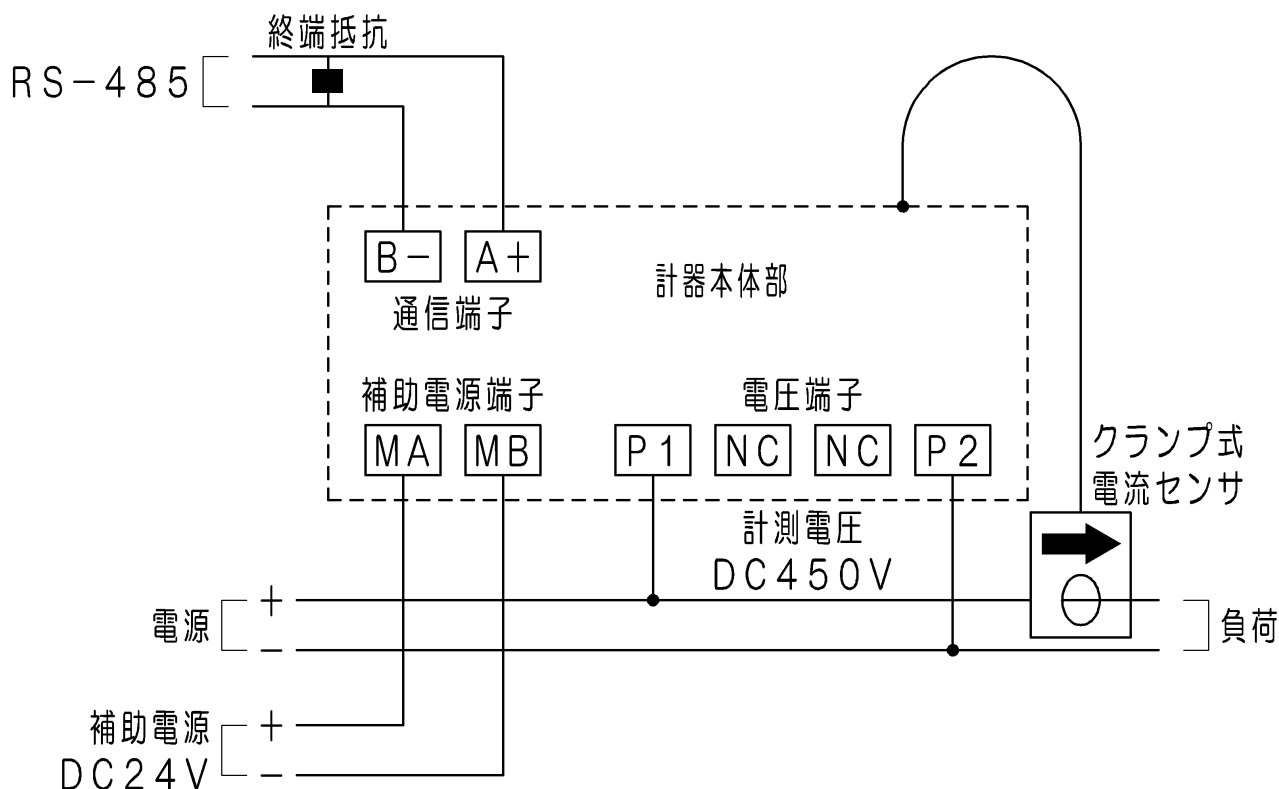 終端抵抗
RS-485
B- A+
通信端子
計器本体部
補助電源端子
電圧端子
MA MB P1 NC NC P2
クランプ式
電流センサ
計測電圧
DC450V
電源
+
-
負荷
補助電源
DC24V
+
-